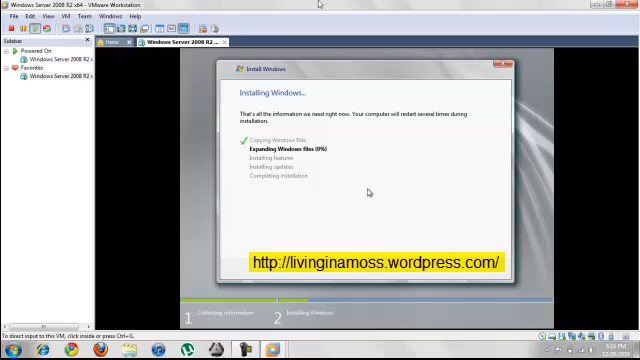 Windows Server 2008 R2 x64 - VMware Workstation
File Edit View VM Team Windows Help
Sidebar
Powered On
Windows Server 2008 R2 x
Favorites
Windows Server 2008 R2 x
Home
Windows Server 2008 R2 ...
Install Windows
Installing Windows...
That's all the information we need right now. Your computer will restart several times during
installation.
Copying Windows files
Expanding Windows files (0%)
Installing features
Installing updates
Completing installation
http://livinginamoss.wordpress.com/
1 Collecting information
2 Installing Windows
To direct input to this VM, click inside or press Ctrl+G.
12/20/2010